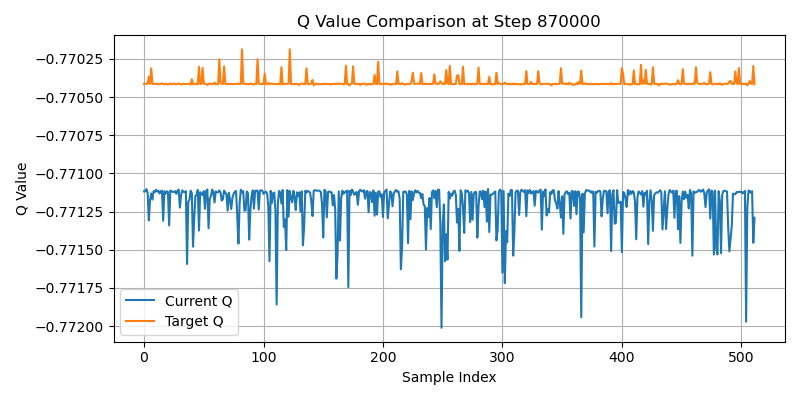 Q Value Comparison at Step 870000
−0.77025
−0.77050
−0.77075
−0.77100
−0.77125
−0.77150
−0.77175
−0.77200
Q Value
Current Q
Target Q
0 100 200 300 400 500
Sample Index